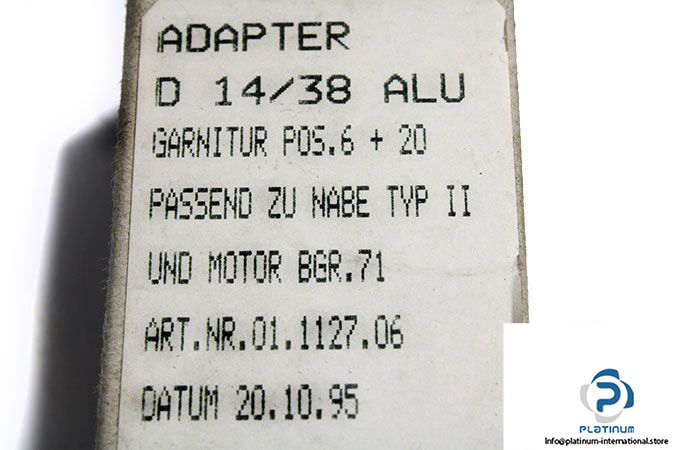 ADAPTER
D 14/38 ALU
GARNITUR POS.6 + 20
PASSEND ZU NABE TYP II
UND MOTOR BGR.71
ART.NR.01.1127.06
DATUM 20.10.95
PLATINUM
Info@platinum-international.store